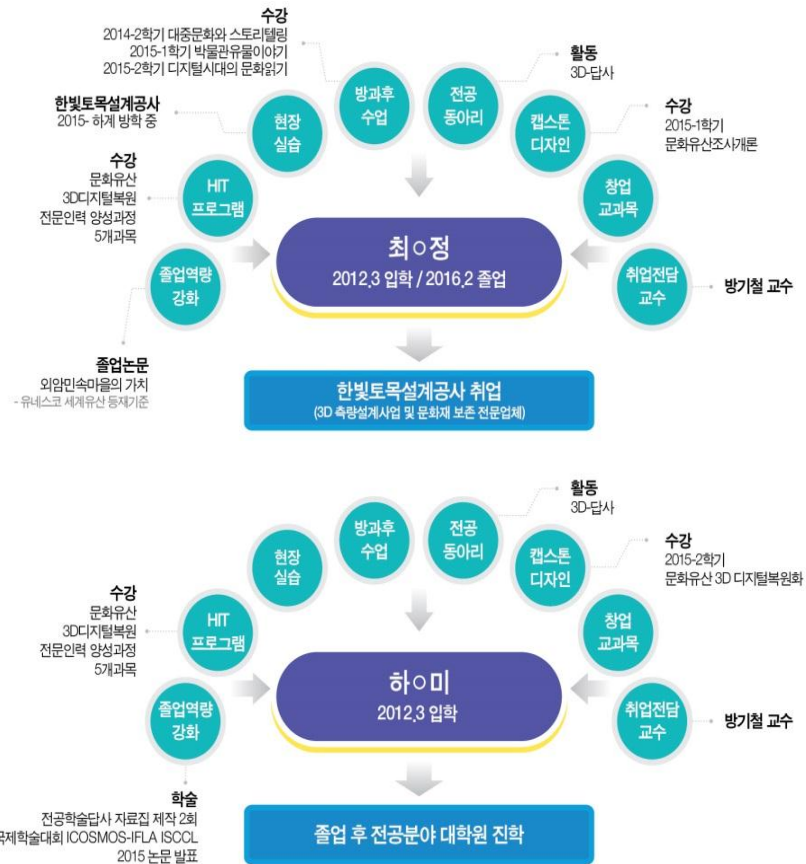 수강
2014-2학기 대중문화와 스토리텔링
2015-1학기 박물관유물이야기
2015-2학기 디지털시대의 문화읽기
활동
3D-답사
방과후
수업
전공
동아리
한빛토목설계공사
2015- 하계 방학 중
현장
실습
캡스톤
디자인
수강
2015-1학기
문화유산조사개론
수강
문화유산
3D디지털복원
전문인력 양성과정
5개과목
HIT
프로그램
창업
교과목
최○정
2012.3 입학 / 2016.2 졸업
졸업역량
강화
취업전담
교수
방기철 교수
졸업논문
외암민속마을의 가치
- 유네스코 세계유산 등재기준
한빛토목설계공사 취업
(3D 측량설계사업 및 문화재 보존 전문업체)
활동
3D-답사
방과후
수업
전공
동아리
현장
실습
캡스톤
디자인
수강
2015-2학기
문화유산 3D 디지털복원화
수강
문화유산
3D디지털복원
전문인력 양성과정
5개과목
HIT
프로그램
창업
교과목
하○미
2012.3 입학
졸업역량
강화
취업전담
교수
방기철 교수
학술
전공학술답사 자료집 제작 2회
국제학술대회 ICOSMOS-IFLA ISCCL
2015 논문 발표
졸업 후 전공분야 대학원 진학